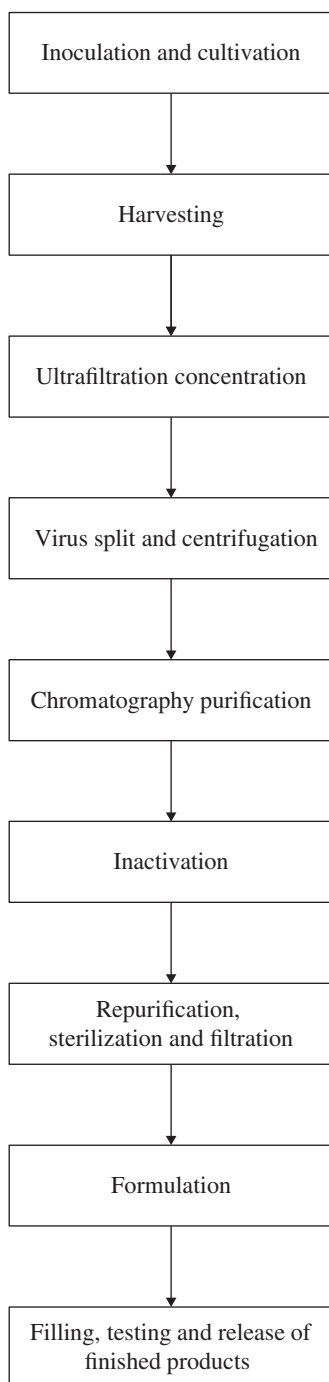 Inoculation and cultivation
Harvesting
Ultrafiltration concentration
Virus split and centrifugation
Chromatography purification
Inactivation
Repurification,
sterilization and filtration
Formulation
Filling, testing and release of
finished products